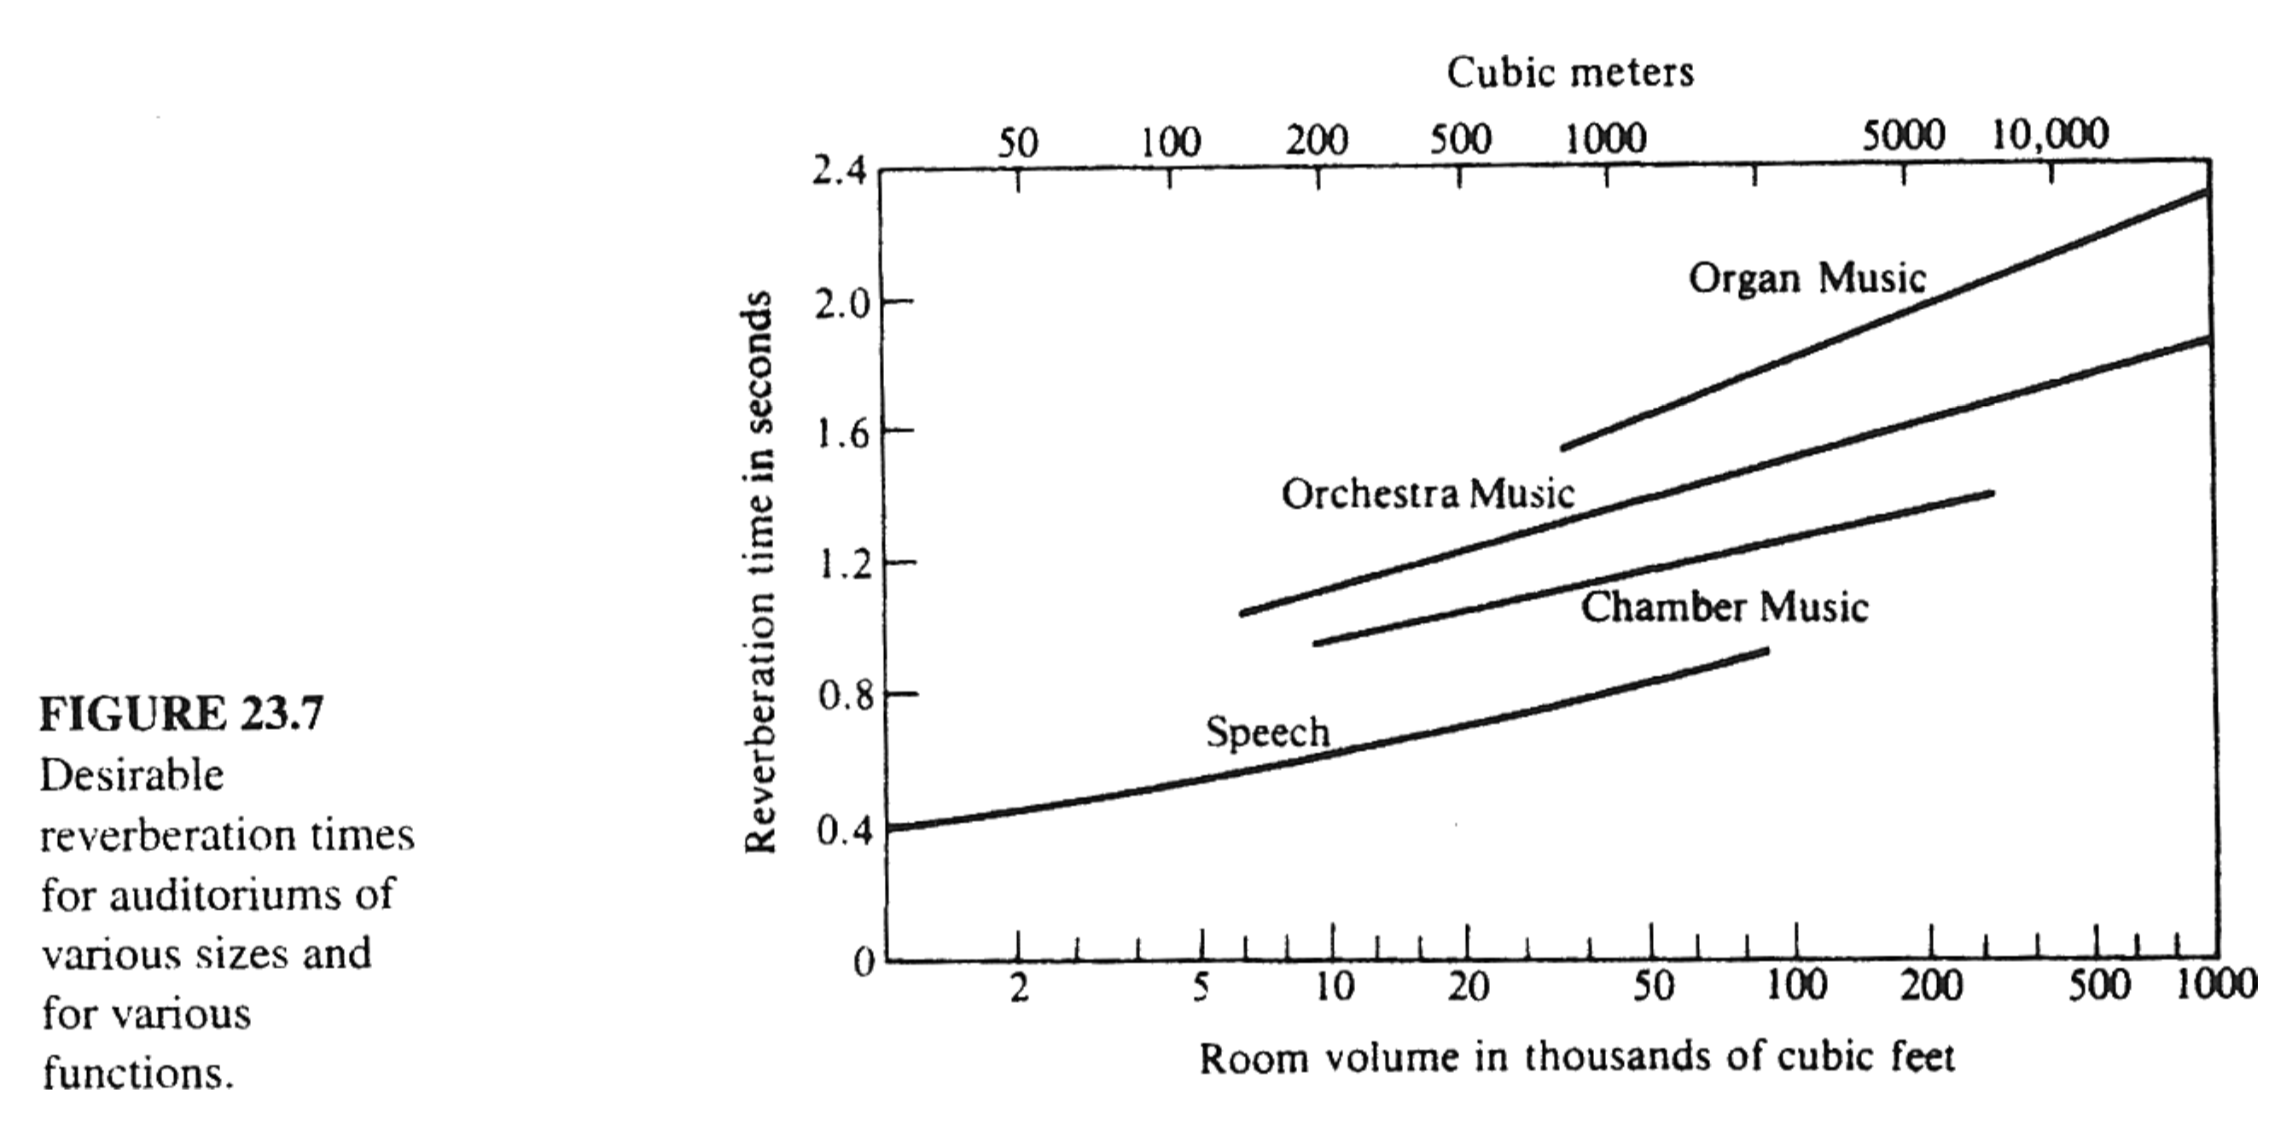 Cubic meters
50 100 200 500 1000 5000 10,000
2.4
2.0
1.6
1.2
0.8
0.4
0
Reverberation time in seconds
Organ Music
Orchestra Music
Chamber Music
Speech
2 5 10 20 50 100 200 500 1000
Room volume in thousands of cubic feet
FIGURE 23.7
Desirable
reverberation times
for auditoriums of
various sizes and
for various
functions.